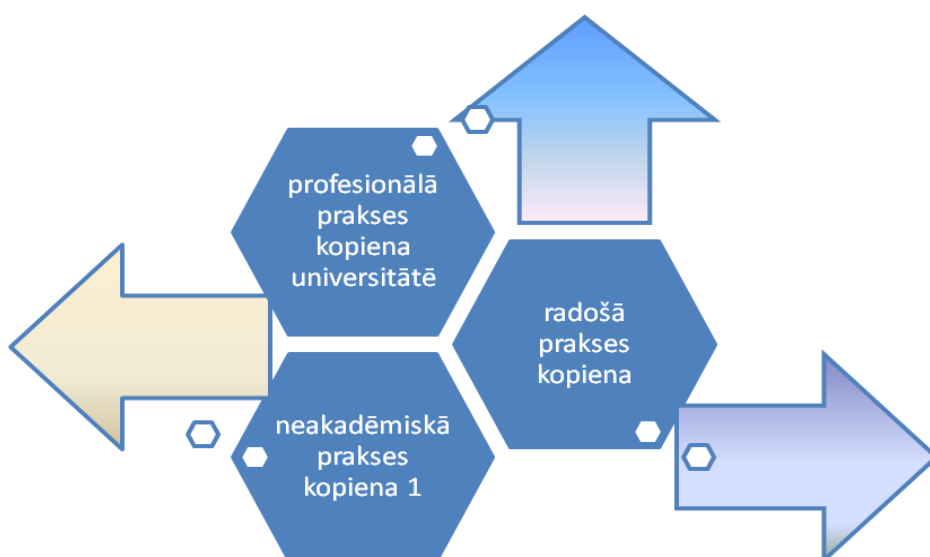 profesionālā
prakses
kopiena
universitātē
radošā
prakses
kopiena
neakadēmiskā
prakses
kopiena 1